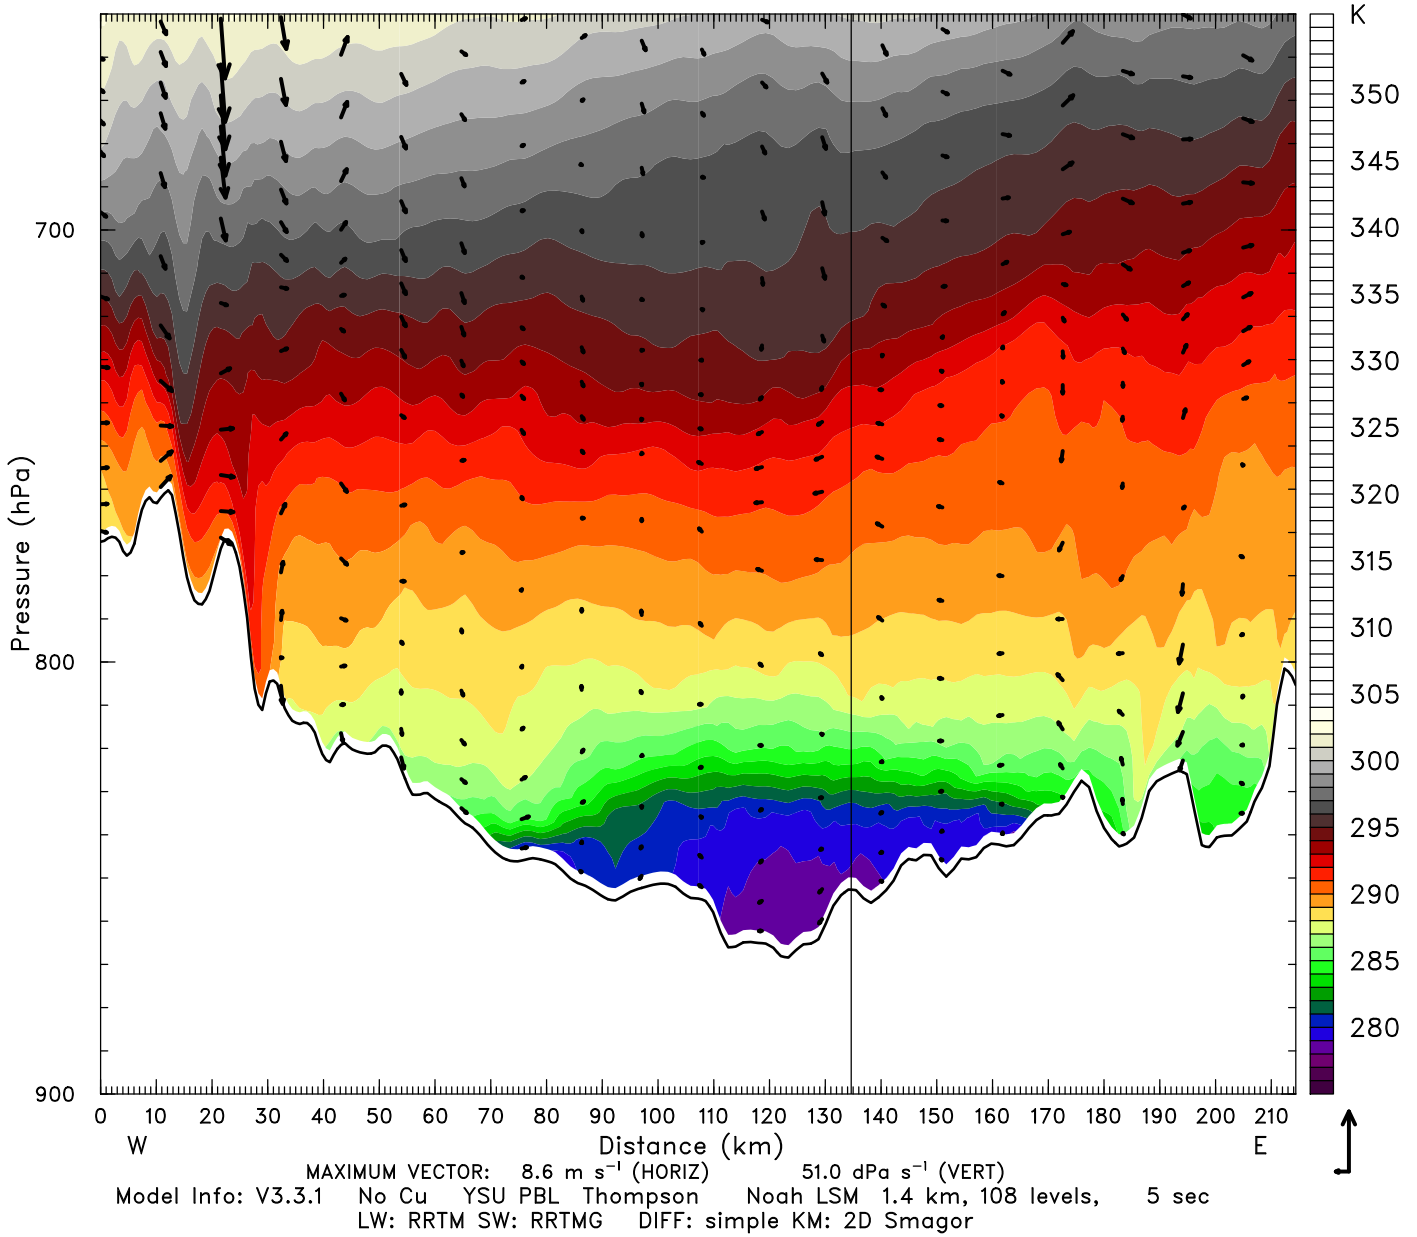 K
350
345
700
340
335
330
325
320
Pressure (hPa)
315
310
800
305
300
295
290
285
280
900
0 10 20 30 40 50 60 70 80 90 100 110 120 130 140 150 160 170 180 190 200 210
W Distance (km) E
MAXIMUM VECTOR: 8.6 m s⁻¹ (HORIZ) 51.0 dPa s⁻¹ (VERT)
Model Info: V3.3.1 No Cu YSU PBL Thompson Noah LSM 1.4 km, 108 levels, 5 sec
LW: RRTM SW: RRTMG DIFF: simple KM: 2D Smagor